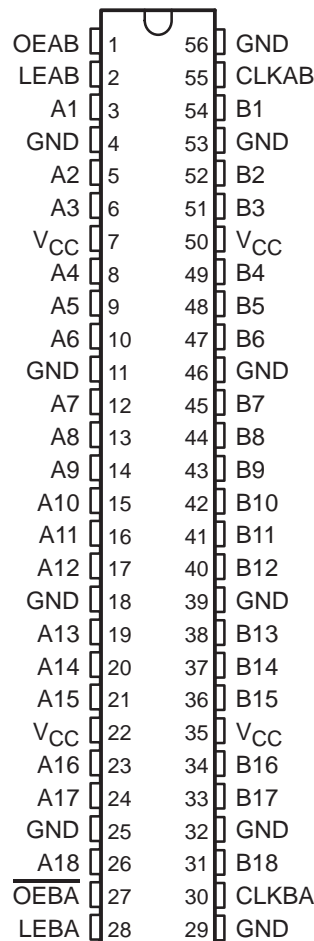 OEAB 1 56 GND
LEAB 2 55 CLKAB
A1 3 54 B1
GND 4 53 GND
A2 5 52 B2
A3 6 51 B3
VCC 7 50 VCC
A4 8 49 B4
A5 9 48 B5
A6 10 47 B6
GND 11 46 GND
A7 12 45 B7
A8 13 44 B8
A9 14 43 B9
A10 15 42 B10
A11 16 41 B11
A12 17 40 B12
GND 18 39 GND
A13 19 38 B13
A14 20 37 B14
A15 21 36 B15
VCC 22 35 VCC
A16 23 34 B16
A17 24 33 B17
GND 25 32 GND
A18 26 31 B18
OEBA 27 30 CLKBA
LEBA 28 29 GND